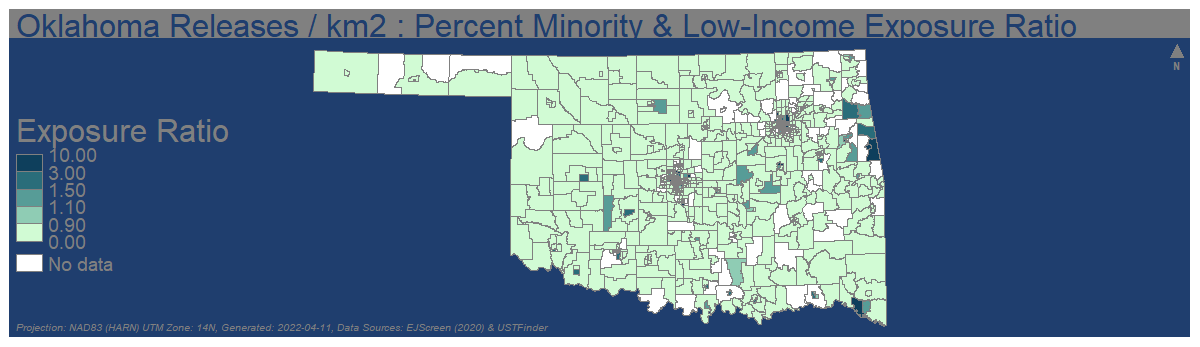 Oklahoma Releases / km2 : Percent Minority & Low-Income Exposure Ratio
N
Exposure Ratio
10.00
3.00
1.50
1.10
0.90
0.00
No data
Projection: NAD83 (HARN) UTM Zone: 14N, Generated: 2022-04-11, Data Sources: EJScreen (2020) & USTFinder